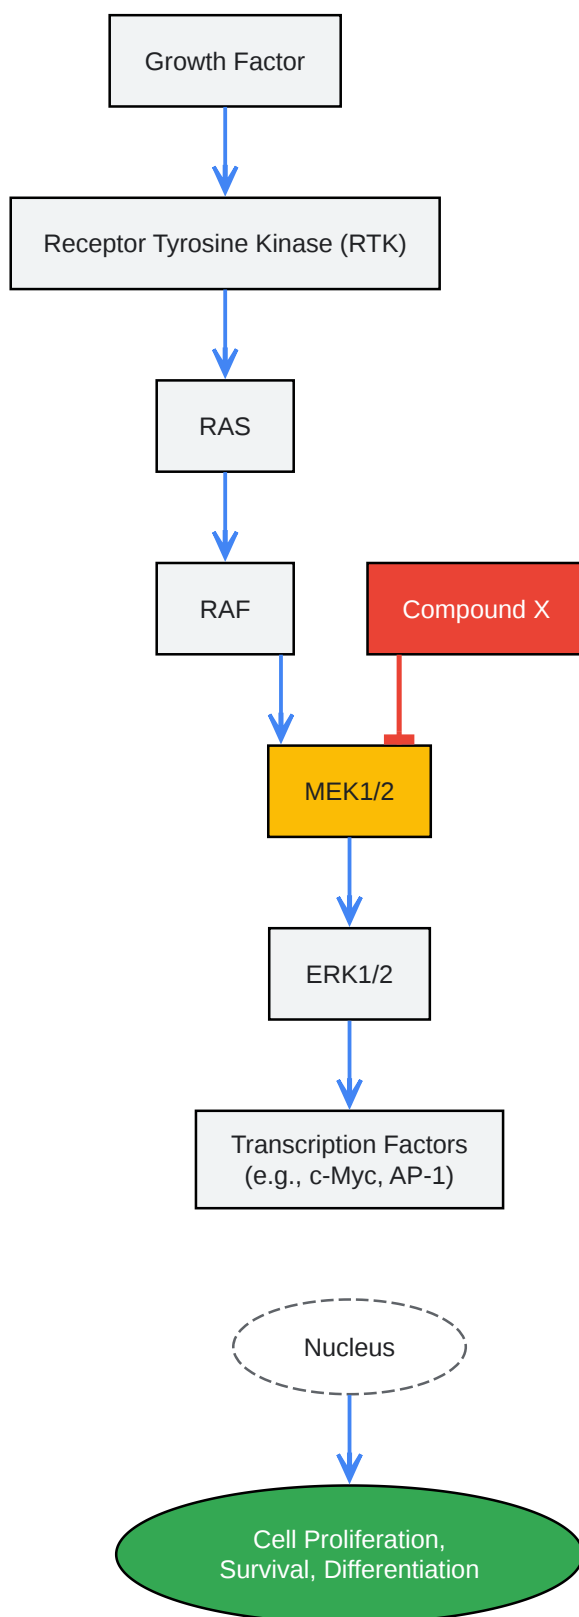 Growth Factor
Receptor Tyrosine Kinase (RTK)
RAS
RAF
Compound X
MEK1/2
ERK1/2
Transcription Factors
(e.g., c-Myc, AP-1)
Nucleus
Cell Proliferation,
Survival, Differentiation